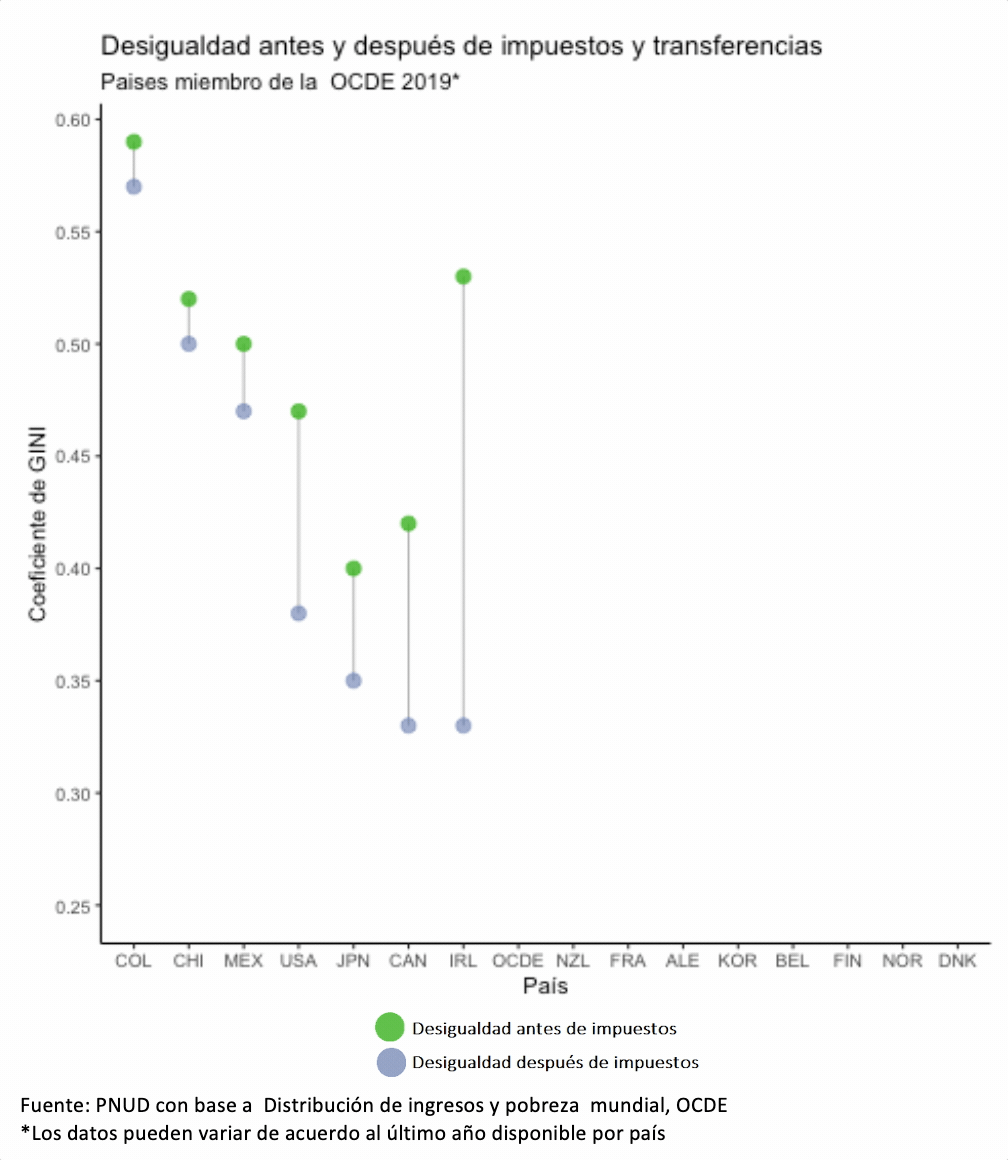 Desigualdad antes y después de impuestos y transferencias
Paises miembro de la  OCDE 2019*
0.60
0.55
0.50
0.45
0.40
0.35
0.30
0.25
Coeficiente de GINI
COL CHI MEX USA JPN CAN IRL OCDE NZL FRA ALE KOR BEL FIN NOR DNK
País
Desigualdad antes de impuestos
Desigualdad después de impuestos
Fuente: PNUD con base a  Distribución de ingresos y pobreza  mundial, OCDE
*Los datos pueden variar de acuerdo al último año disponible por país